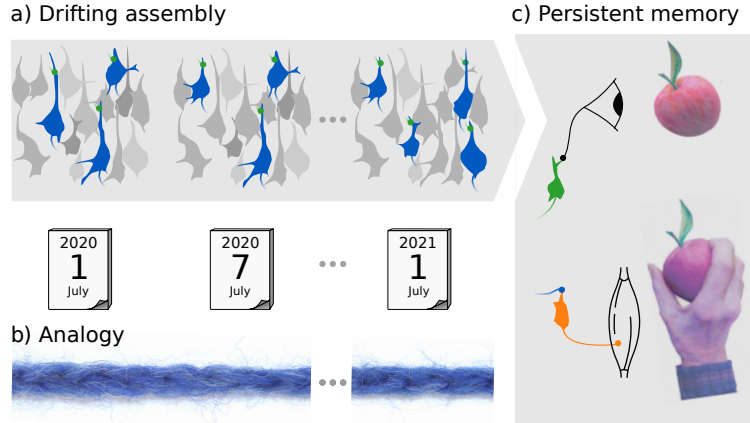 a) Drifting assembly
c) Persistent memory
2020
1
July
2020
7
July
2021
1
July
b) Analogy